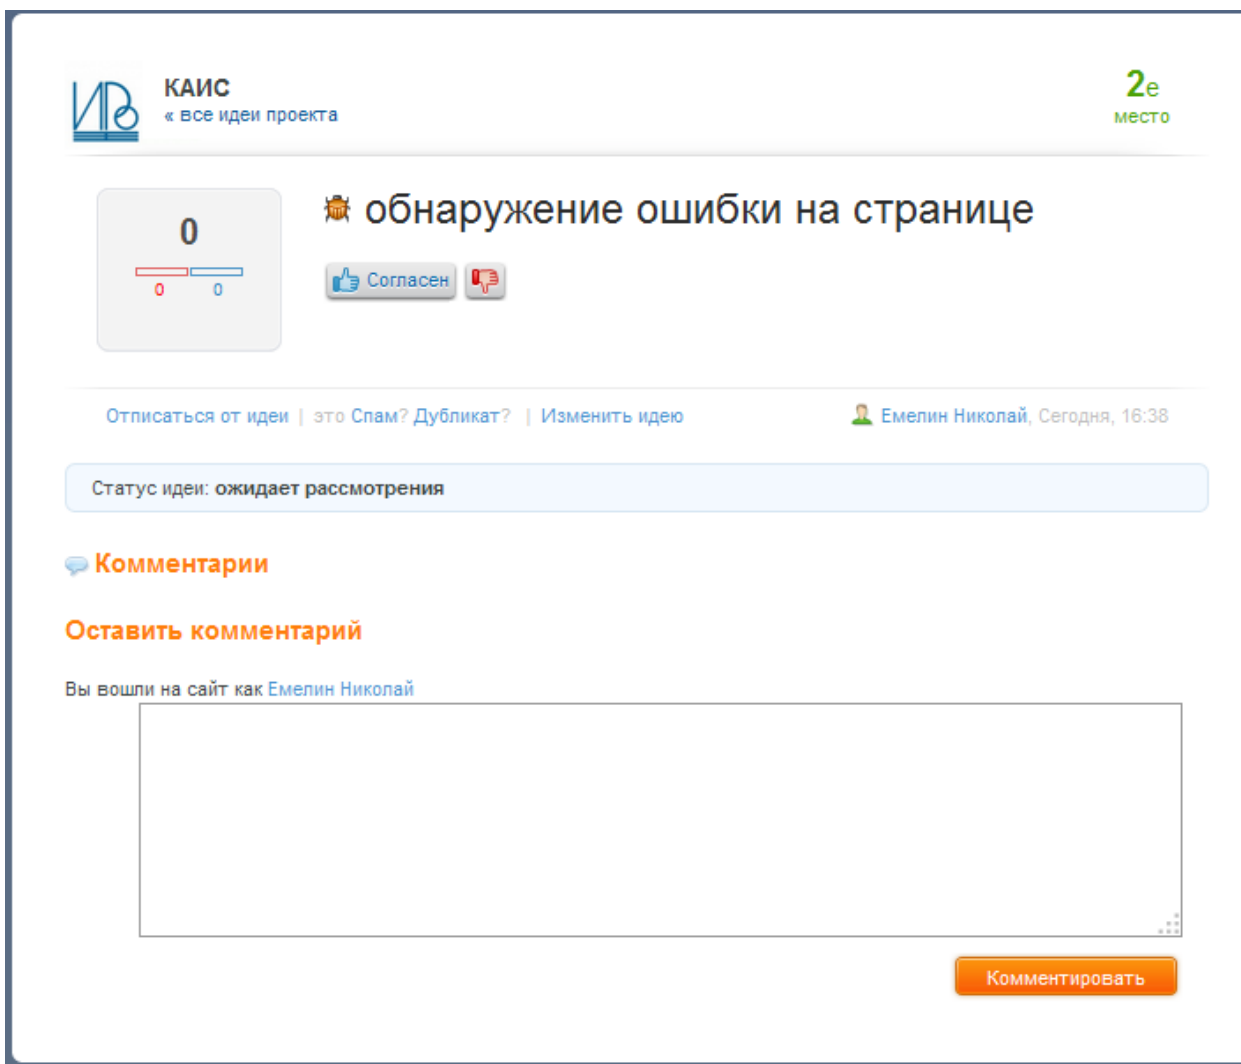 ИРВ
КАИС
« все идеи проекта
2е
место
0
0 0
обнаружение ошибки на странице
Согласен
Отписаться от идеи | это Спам? Дубликат? | Изменить идею
Емелин Николай, Сегодня, 16:38
Статус идеи: ожидает рассмотрения
Комментарии
Оставить комментарий
Вы вошли на сайт как Емелин Николай
Комментировать